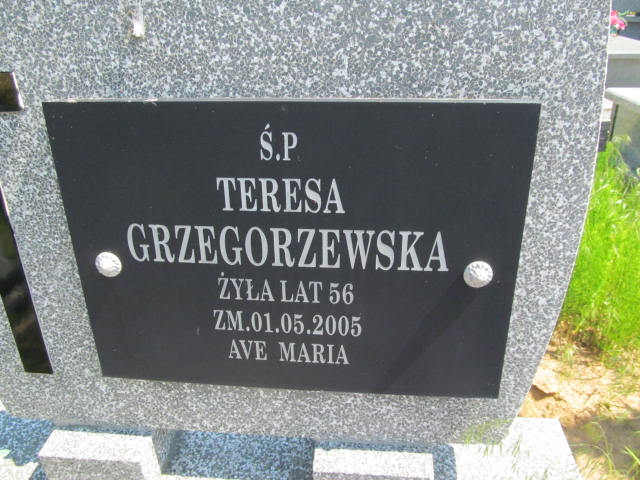 Ś.P
TERESA
GRZEGORZEWSKA
ŻYŁA LAT 56
ZM.01.05.2005
AVE MARIA